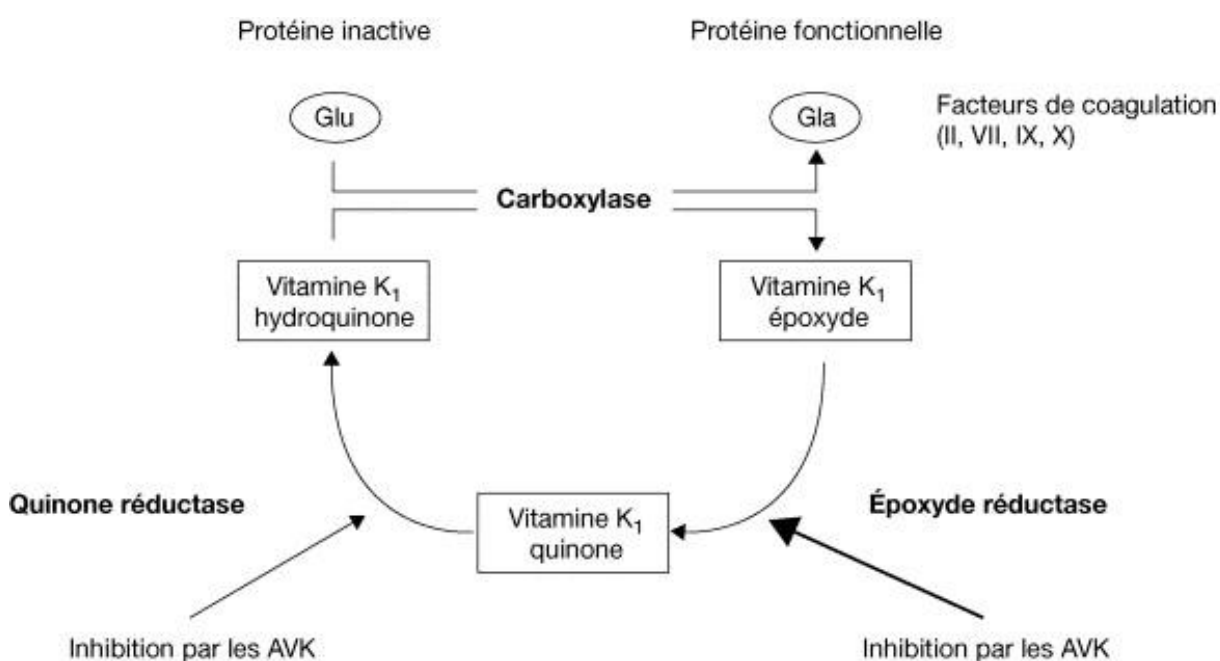 Protéine inactive
Protéine fonctionnelle
Glu
Gla
Facteurs de coagulation
(II, VII, IX, X)
Carboxylase
Vitamine K₁
hydroquinone
Vitamine K₁
époxyde
Quinone réductase
Vitamine K₁
quinone
Époxyde réductase
Inhibition par les AVK
Inhibition par les AVK